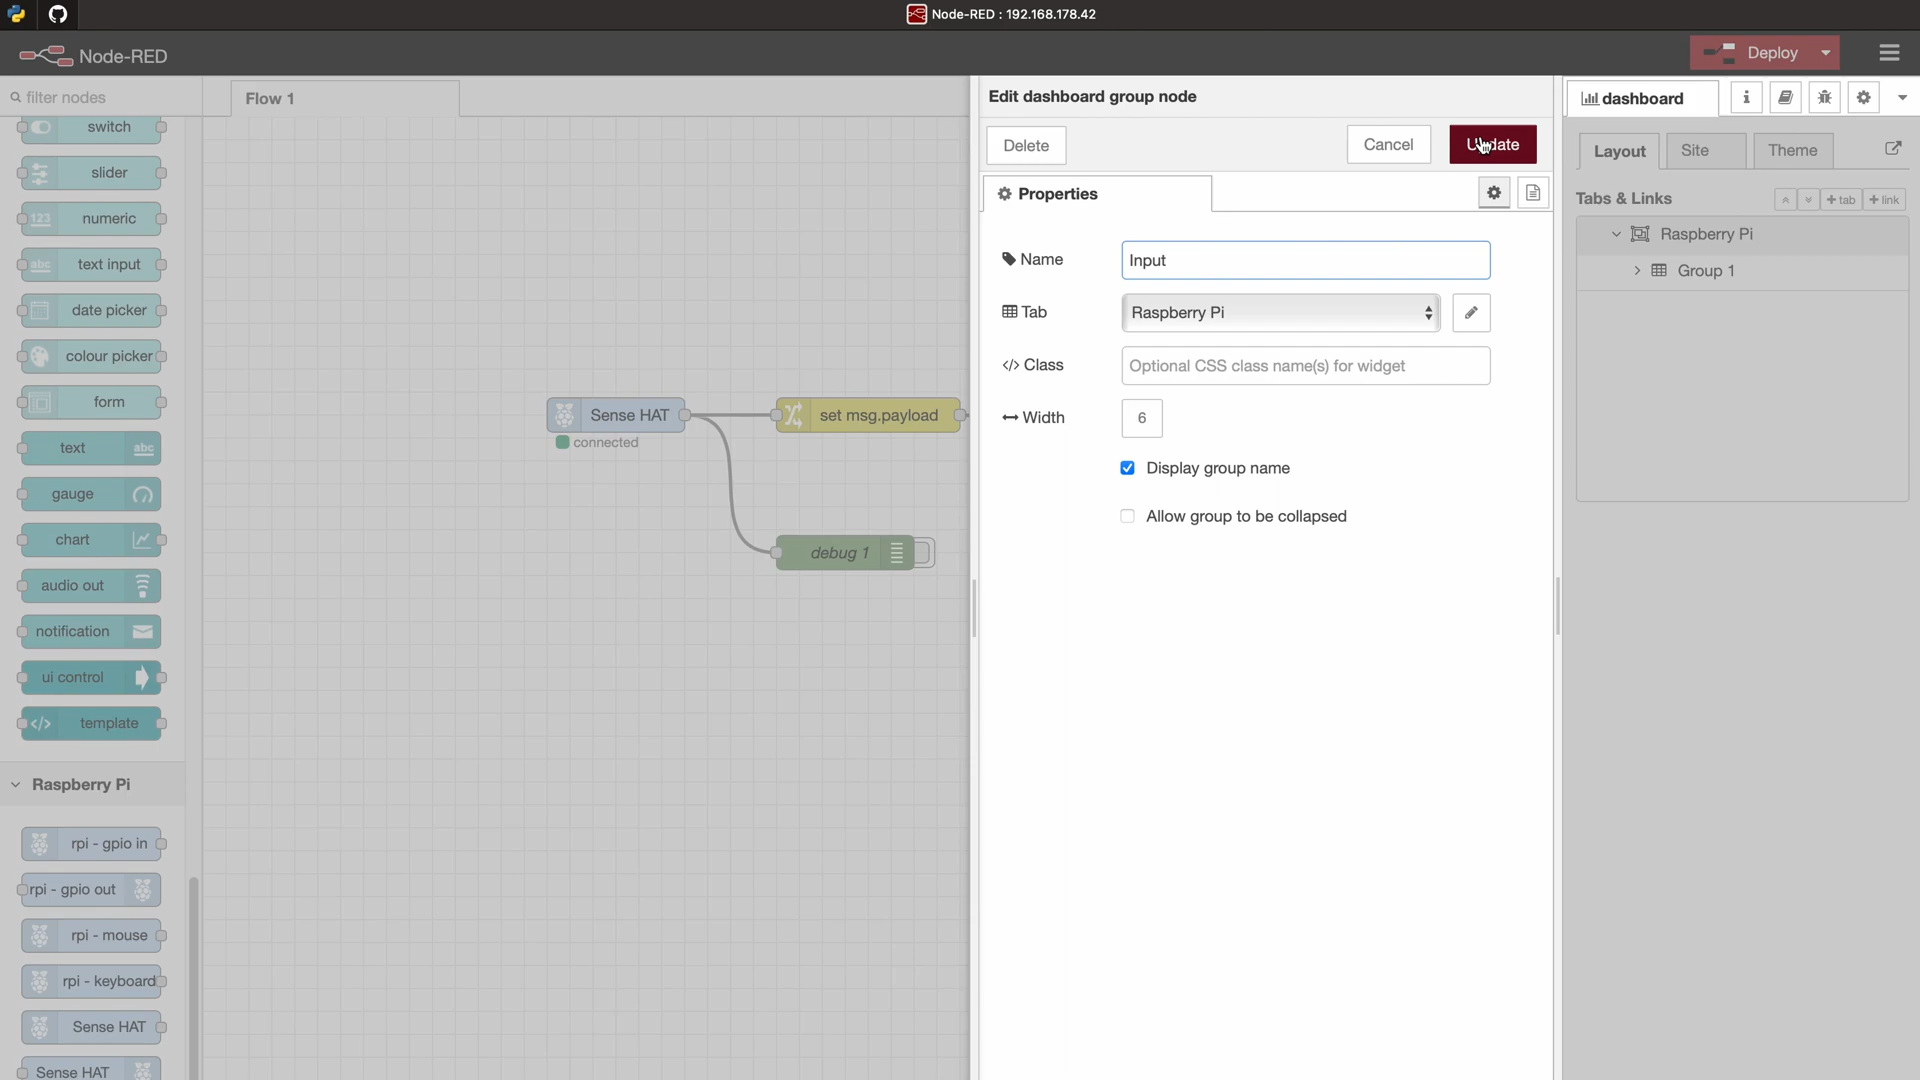 Node-RED : 192.168.178.42
Node-RED
Deploy
filter nodes
Flow 1
switch
slider
123 numeric
abc text input
date picker
colour picker
form
text abc
gauge
chart
audio out
notification
ui control
</> template
Raspberry Pi
rpi - gpio in
rpi - gpio out
rpi - mouse
rpi - keyboard
Sense HAT
Sense HAT
Sense HAT
connected
set msg.payload
debug 1
Edit dashboard group node
Delete
Cancel
Update
Properties
Name
Input
Tab
Raspberry Pi
</> Class
Optional CSS class name(s) for widget
Width
6
Display group name
Allow group to be collapsed
dashboard
i
Layout
Site
Theme
Tabs & Links
+ tab
+ link
Raspberry Pi
Group 1